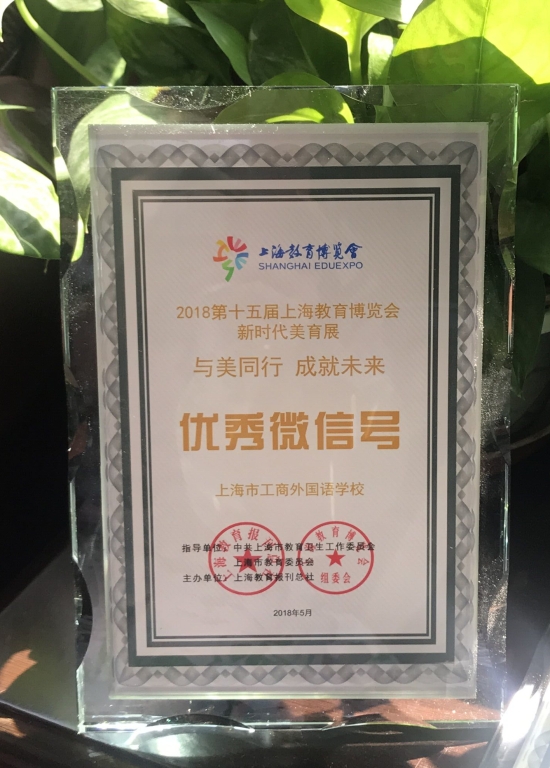 上海教育博览會
SHANGHAI EDUEXPO
2018第十五届上海教育博览会
新时代美育展
与美同行 成就未来
优秀微信号
上海市工商外国语学校
指导单位：中共上海市教育卫生工作委员会
上海市教育委员会
主办单位：上海教育报刊总社
组委会
2018年5月